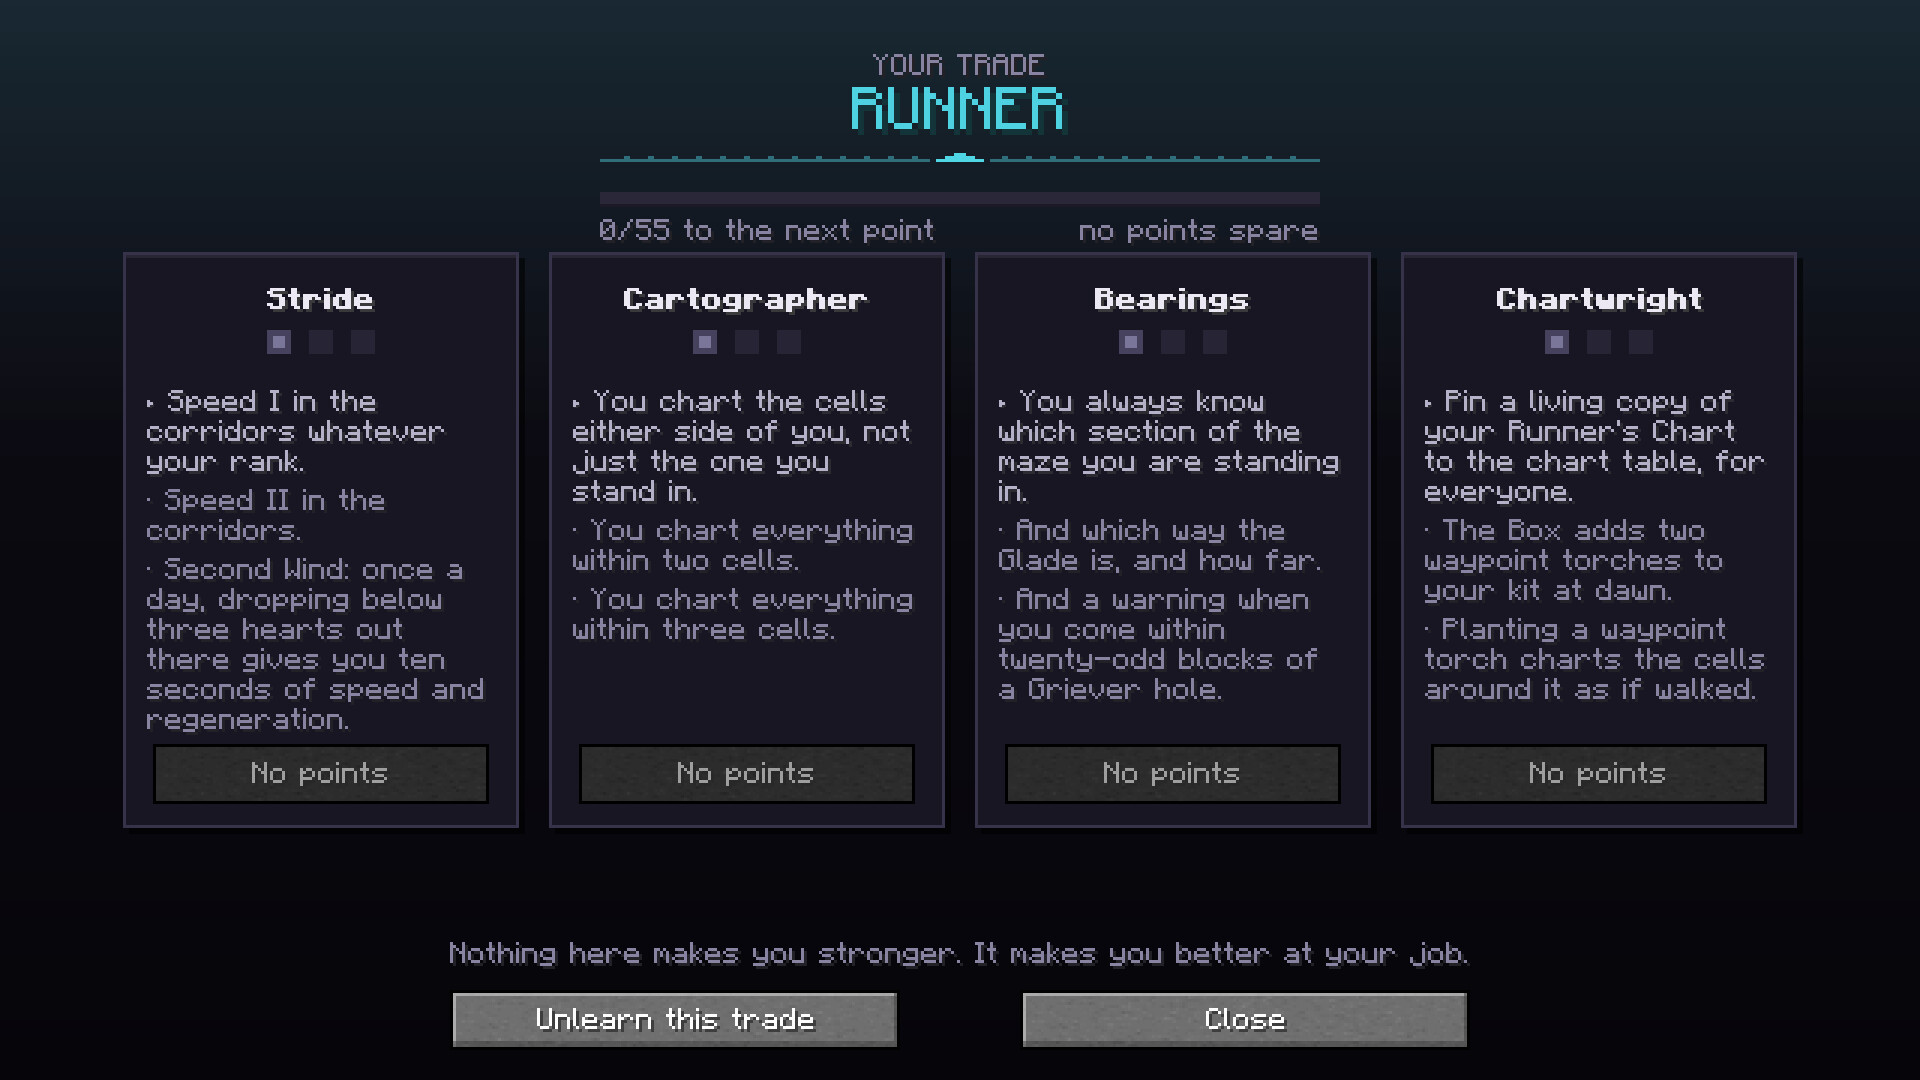 YOUR TRADE
RUNNER
0/55 to the next point
no points spare
Stride
▸ Speed I in the
corridors whatever
your rank.
· Speed II in the
corridors.
· Second Wind: once a
day, dropping below
three hearts out
there gives you ten
seconds of speed and
regeneration.
No points
Cartographer
▸ You chart the cells
either side of you, not
just the one you
stand in.
· You chart everything
within two cells.
· You chart everything
within three cells.
No points
Bearings
▸ You always know
which section of the
maze you are standing
in.
· And which way the
Glade is, and how far.
· And a warning when
you come within
twenty-odd blocks of
a Griever hole.
No points
Chartwright
▸ Pin a living copy of
your Runner's Chart
to the chart table, for
everyone.
· The Box adds two
waypoint torches to
your kit at dawn.
· Planting a waypoint
torch charts the cells
around it as if walked.
No points
Nothing here makes you stronger. It makes you better at your job.
Unlearn this trade
Close